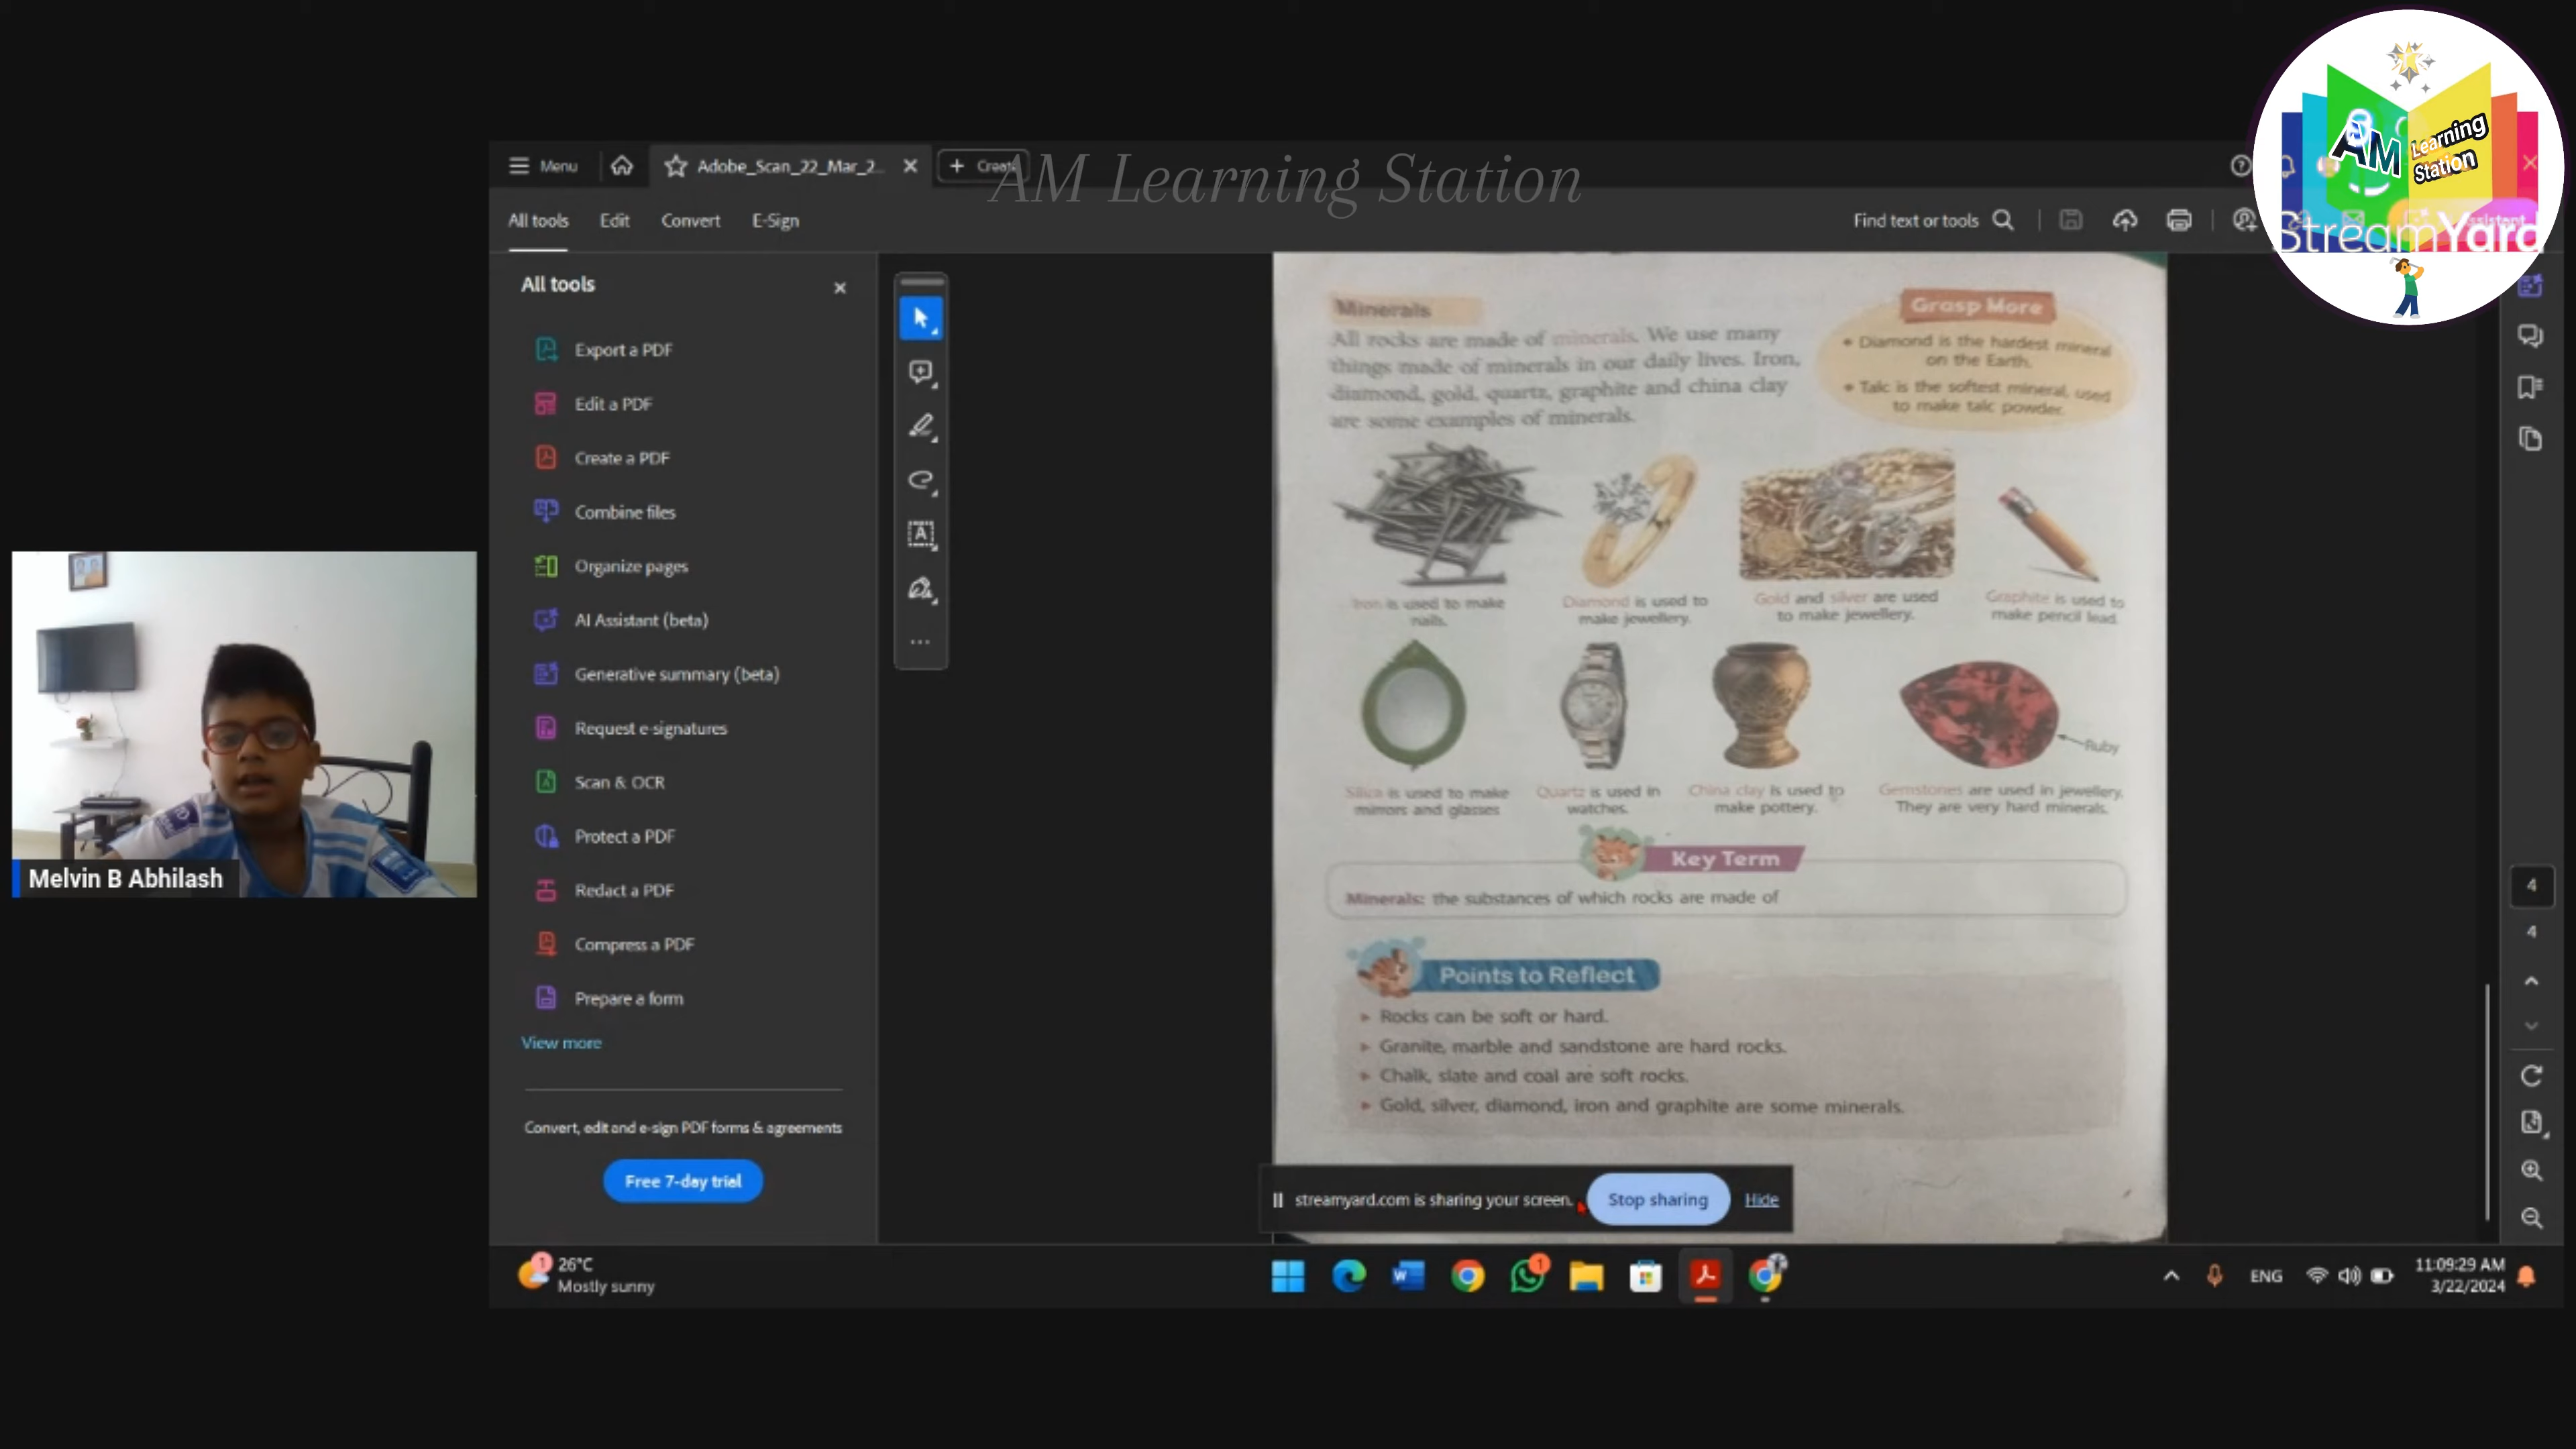 AM Learning Station
AM Learning Station
StreamYard
Menu
Adobe_Scan_22_Mar_2...
+ Create
All tools
Edit
Convert
E-Sign
Find text or tools
All tools
Export a PDF
Edit a PDF
Create a PDF
Combine files
Organize pages
AI Assistant (beta)
Generative summary (beta)
Request e-signatures
Scan & OCR
Protect a PDF
Redact a PDF
Compress a PDF
Prepare a form
View more
Convert, edit and e-sign PDF forms & agreements
Free 7-day trial
Minerals
All rocks are made of minerals. We use many
things made of minerals in our daily lives. Iron,
diamond, gold, quartz, graphite and china clay
are some examples of minerals.
Grasp More
• Diamond is the hardest mineral
on the Earth.
• Talc is the softest mineral, used
to make talc powder.
Iron is used to make
nails.
Diamond is used to
make jewellery.
Gold and silver are used
to make jewellery.
Graphite is used to
make pencil lead.
Silica is used to make
mirrors and glasses
Quartz is used in
watches.
China clay is used to
make pottery.
Ruby
Gemstones are used in jewellery.
They are very hard minerals.
Key Term
Minerals: the substances of which rocks are made of
Points to Reflect
Rocks can be soft or hard.
Granite, marble and sandstone are hard rocks.
Chalk, slate and coal are soft rocks.
Gold, silver, diamond, iron and graphite are some minerals.
streamyard.com is sharing your screen.
Stop sharing
Hide
4
4
Melvin B Abhilash
1
26°C
Mostly sunny
1
ENG
11:09:29 AM
3/22/2024